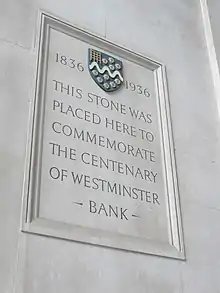 1836 1936
THIS STONE WAS
PLACED HERE TO
COMMEMORATE
THE CENTENARY
OF WESTMINSTER
- BANK -